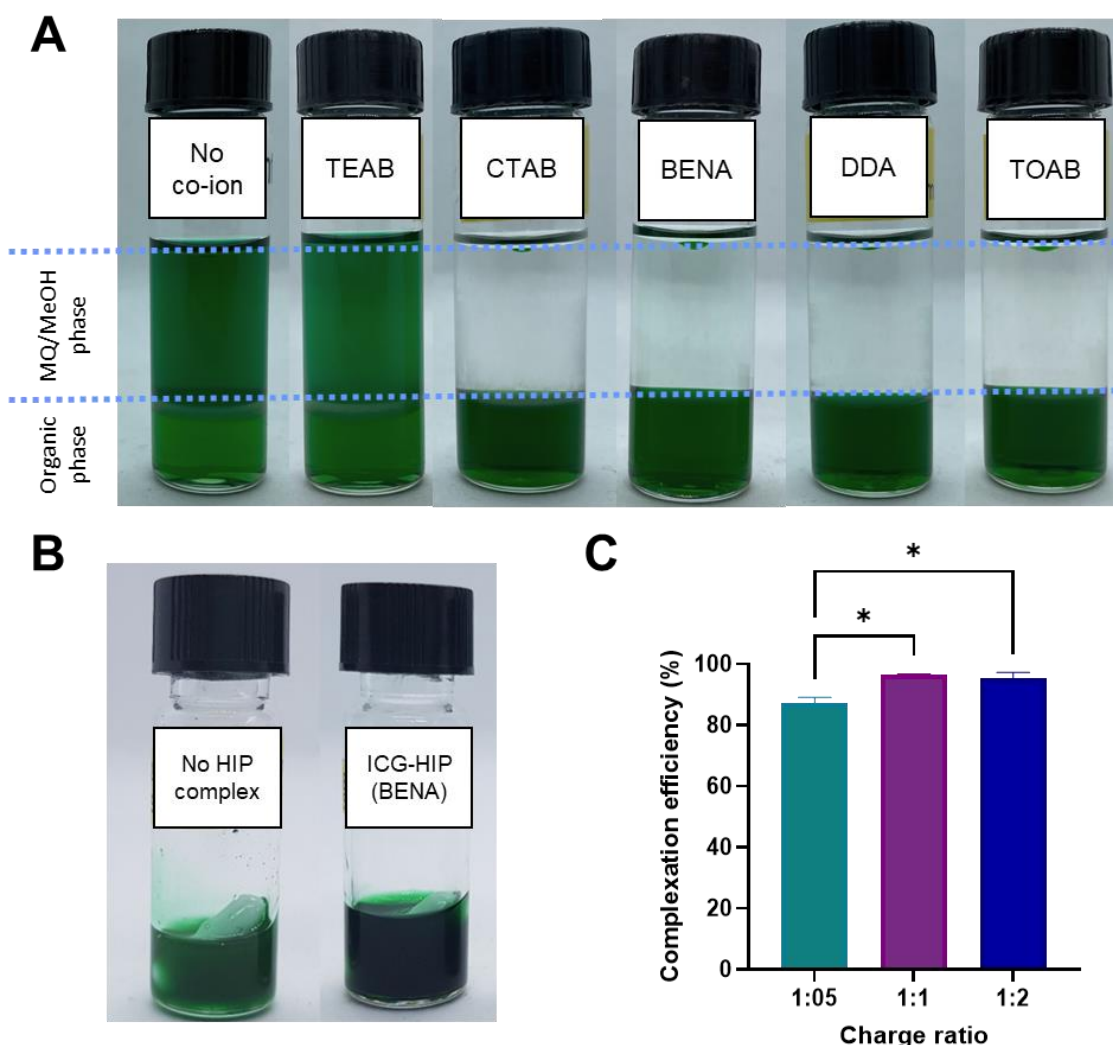 A
No
co-ion
TEAB
CTAB
BENA
DDA
TOAB
MQ/MeOH
phase
Organic
phase
B
No HIP
complex
ICG-HIP
(BENA)
C
*
*
Complexation efficiency (%)
100
80
60
40
20
0
1:05
1:1
1:2
Charge ratio